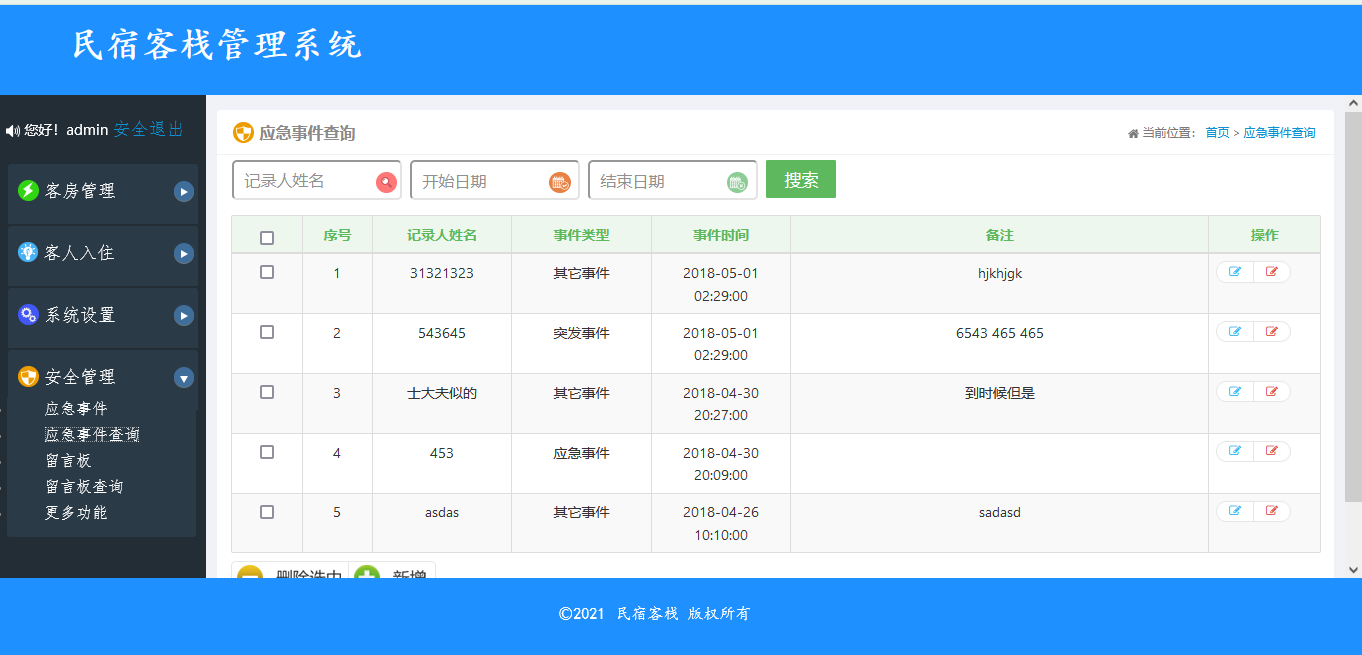 民宿客栈管理系统
您好！admin 安全退出
客房管理
客人入住
系统设置
安全管理
应急事件
应急事件查询
留言板
留言板查询
更多功能
应急事件查询
当前位置： 首页 > 应急事件查询
记录人姓名 开始日期 结束日期 搜索
序号 记录人姓名 事件类型 事件时间 备注 操作
1 31321323 其它事件 2018-05-01 hjkhjgk
02:29:00
2 543645 突发事件 2018-05-01 6543 465 465
02:29:00
3 士大夫似的 其它事件 2018-04-30 到时候但是
20:27:00
4 453 应急事件 2018-04-30
20:09:00
5 asdas 其它事件 2018-04-26 sadasd
10:10:00
删除选中 新增
©2021 民宿客栈 版权所有